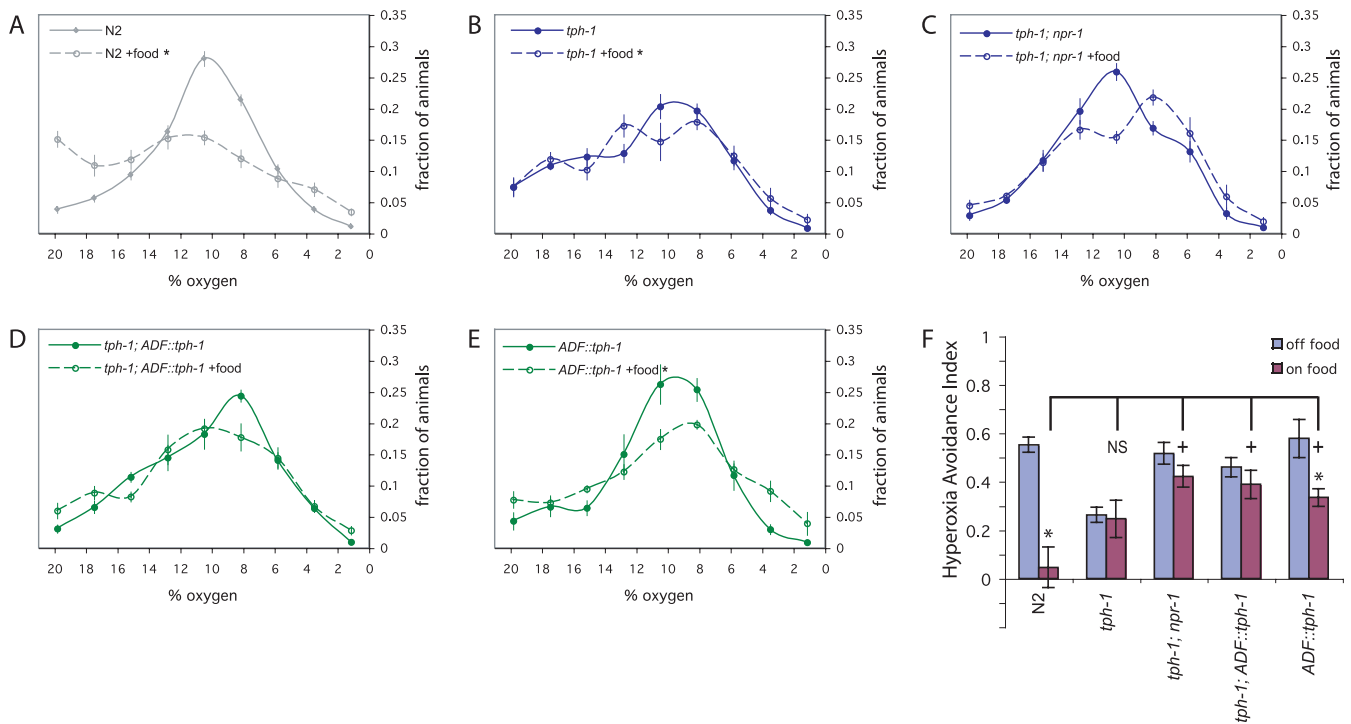 A
N2
N2 +food *
0.35
0.3
0.25
0.2
0.15
0.1
0.05
0
fraction of animals
20 18 16 14 12 10 8 6 4 2 0
% oxygen
B
tph-1
tph-1 +food *
0.35
0.3
0.25
0.2
0.15
0.1
0.05
0
fraction of animals
20 18 16 14 12 10 8 6 4 2 0
% oxygen
C
tph-1; npr-1
tph-1; npr-1 +food
0.35
0.3
0.25
0.2
0.15
0.1
0.05
0
fraction of animals
20 18 16 14 12 10 8 6 4 2 0
% oxygen
D
tph-1; ADF::tph-1
tph-1; ADF::tph-1 +food
0.35
0.3
0.25
0.2
0.15
0.1
0.05
0
fraction of animals
20 18 16 14 12 10 8 6 4 2 0
% oxygen
E
ADF::tph-1
ADF::tph-1 +food *
0.35
0.3
0.25
0.2
0.15
0.1
0.05
0
fraction of animals
20 18 16 14 12 10 8 6 4 2 0
% oxygen
F
off food
on food
Hyperoxia Avoidance Index
1
0.8
0.6
0.4
0.2
0
* NS + + + *
N2
tph-1
tph-1; npr-1
tph-1; ADF::tph-1
ADF::tph-1